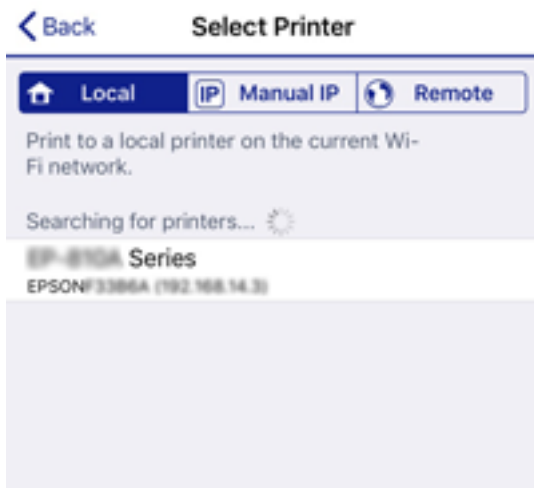 Back
Select Printer
Local
IP Manual IP
Remote
Print to a local printer on the current Wi-
Fi network.
Searching for printers...
Series
EPSON